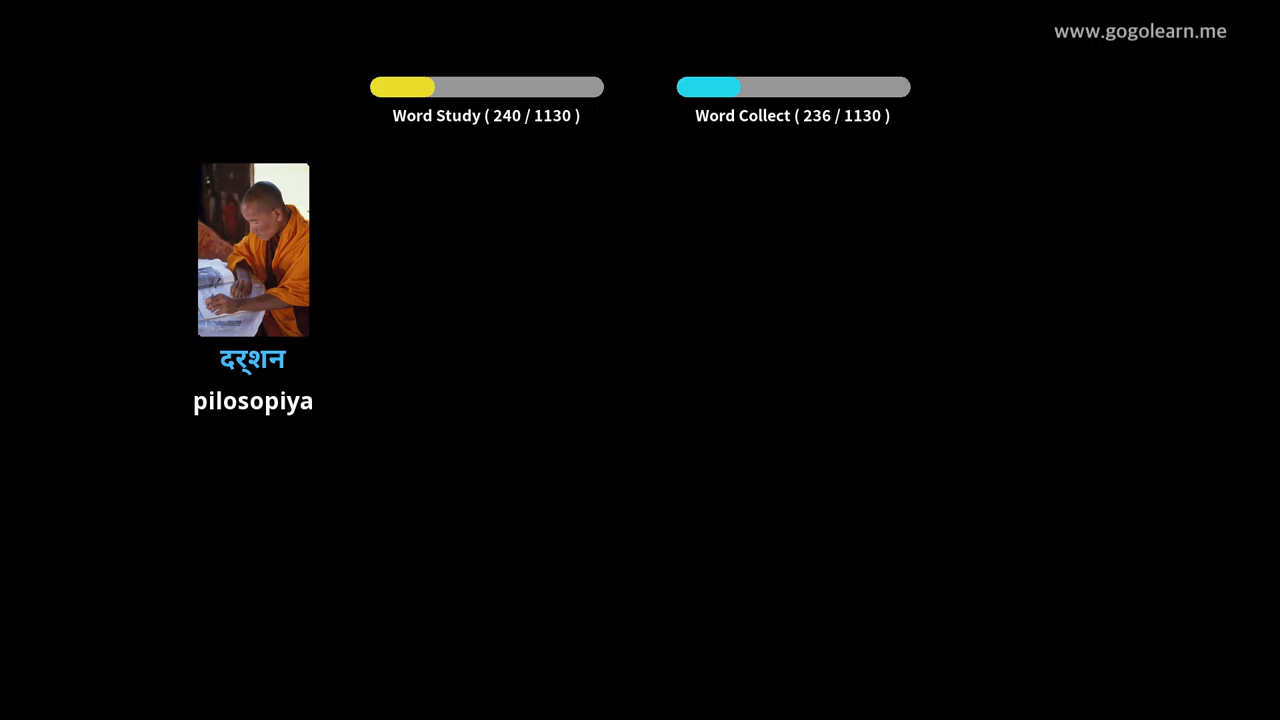 www.gogolearn.me
Word Study ( 240 / 1130 )
Word Collect ( 236 / 1130 )
दर्शन
pilosopiya